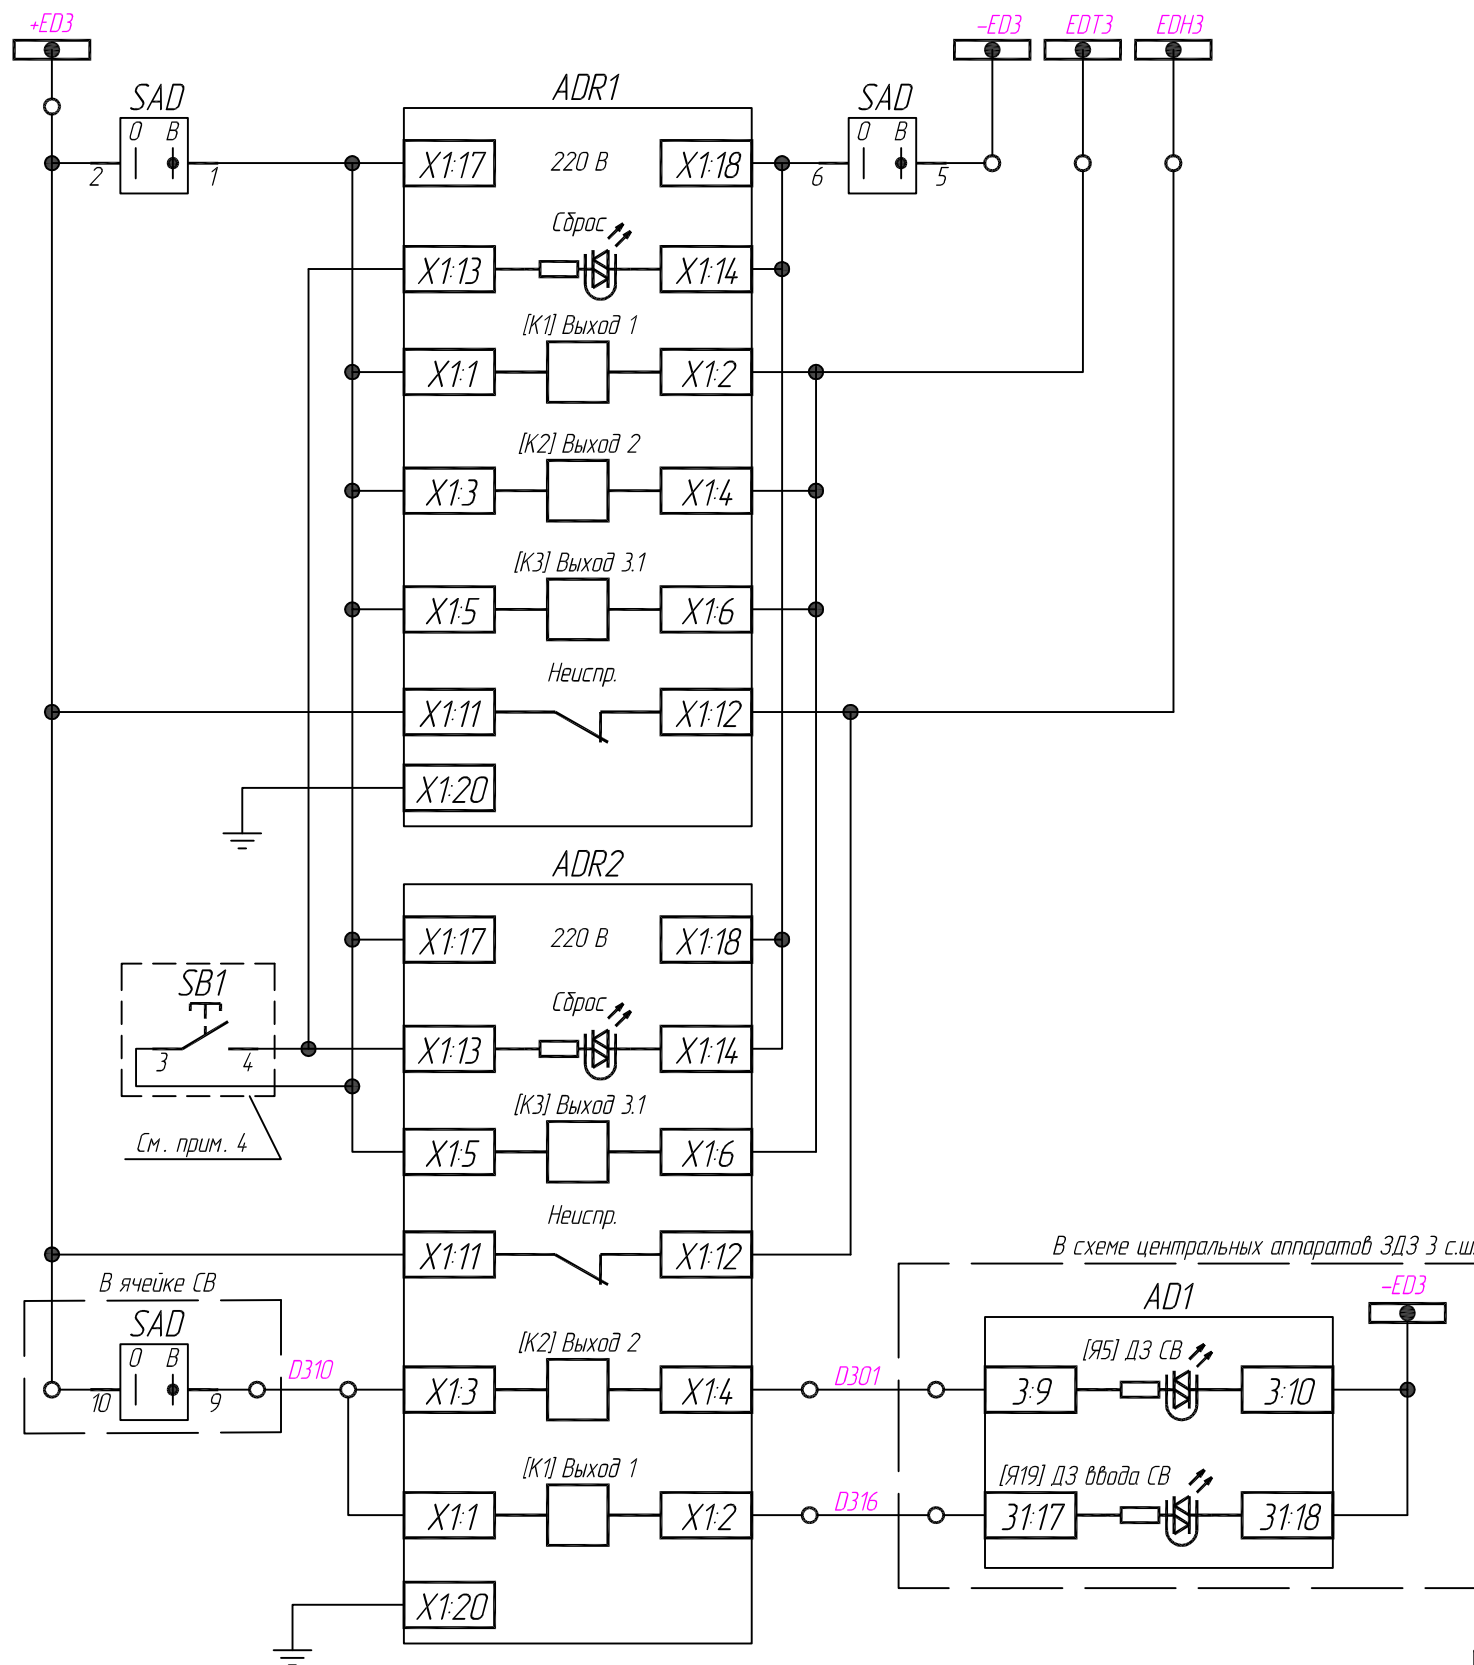 +ED3
-ED3
EDT3
EDH3
SAD
O B
2 1
ADR1
X1:17 220 В X1:18
SAD
O B
6 5
Сброс
X1:13 X1:14
[K1] Выход 1
X1:1 X1:2
[K2] Выход 2
X1:3 X1:4
[K3] Выход 3.1
X1:5 X1:6
Неиспр.
X1:11 X1:12
X1:20
ADR2
X1:17 220 В X1:18
SB1
3 4
Сброс
X1:13 X1:14
См. прим. 4
[K3] Выход 3.1
X1:5 X1:6
Неиспр.
X1:11 X1:12
В ячейке СВ
SAD
O B
10 9
D310
[K2] Выход 2
X1:3 X1:4
D301
[K1] Выход 1
X1:1 X1:2
D316
X1:20
В схеме центральных аппаратов ЗДЗ 3 с.ш.
-ED3
AD1
[Я5] ДЗ СВ
3:9 3:10
[Я19] ДЗ ввода СВ
31:17 31:18